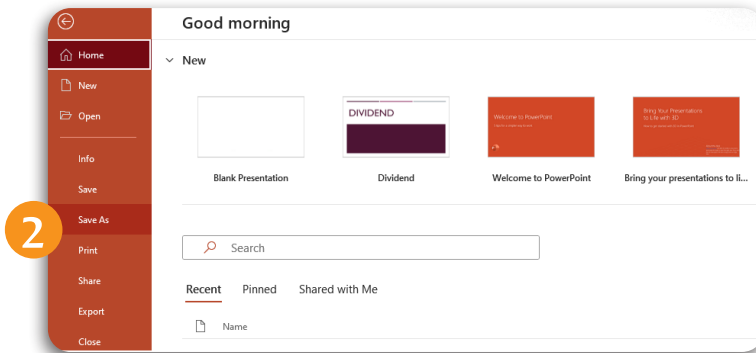 Good morning
Home
New
Open
Info
Save
Save As
Print
Share
Export
Close
2
New
DIVIDEND
Welcome to PowerPoint
Bring Your Presentations
to Life with 3D
Blank Presentation
Dividend
Welcome to PowerPoint
Bring your presentations to li...
Search
Recent Pinned Shared with Me
Name